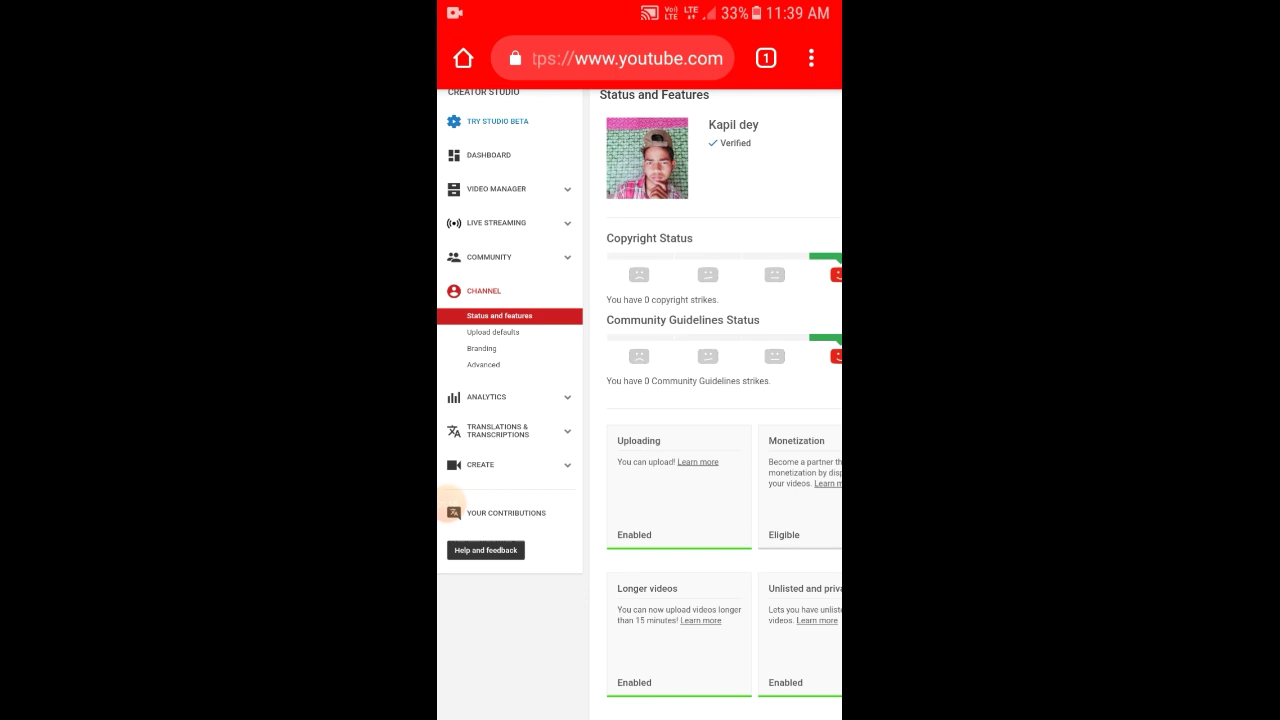 Vo)) LTE LTE 33% 11:39 AM
tps://www.youtube.com 1
CREATOR STUDIO
TRY STUDIO BETA
DASHBOARD
VIDEO MANAGER
LIVE STREAMING
COMMUNITY
CHANNEL
Status and features
Upload defaults
Branding
Advanced
ANALYTICS
TRANSLATIONS &
TRANSCRIPTIONS
CREATE
YOUR CONTRIBUTIONS
Help and feedback
Status and Features
Kapil dey
Verified
Copyright Status
You have 0 copyright strikes.
Community Guidelines Status
You have 0 Community Guidelines strikes.
Uploading
You can upload! Learn more
Enabled
Monetization
Become a partner th
monetization by disp
your videos. Learn m
Eligible
Longer videos
You can now upload videos longer
than 15 minutes! Learn more
Enabled
Unlisted and priva
Lets you have unliste
videos. Learn more
Enabled